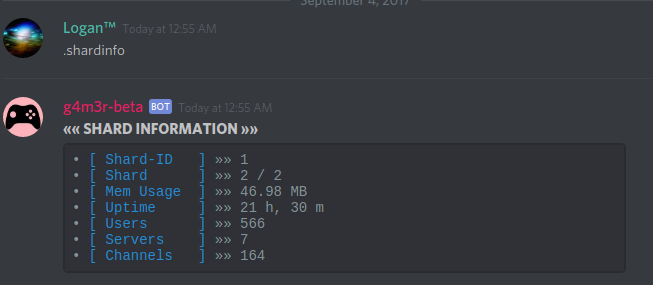 September 4, 2017
Logan™ Today at 12:55 AM
.shardinfo
g4m3r-beta BOT Today at 12:55 AM
«« SHARD INFORMATION »»
• [ Shard-ID ] »» 1
• [ Shard ] »» 2 / 2
• [ Mem Usage ] »» 46.98 MB
• [ Uptime ] »» 21 h, 30 m
• [ Users ] »» 566
• [ Servers ] »» 7
• [ Channels ] »» 164